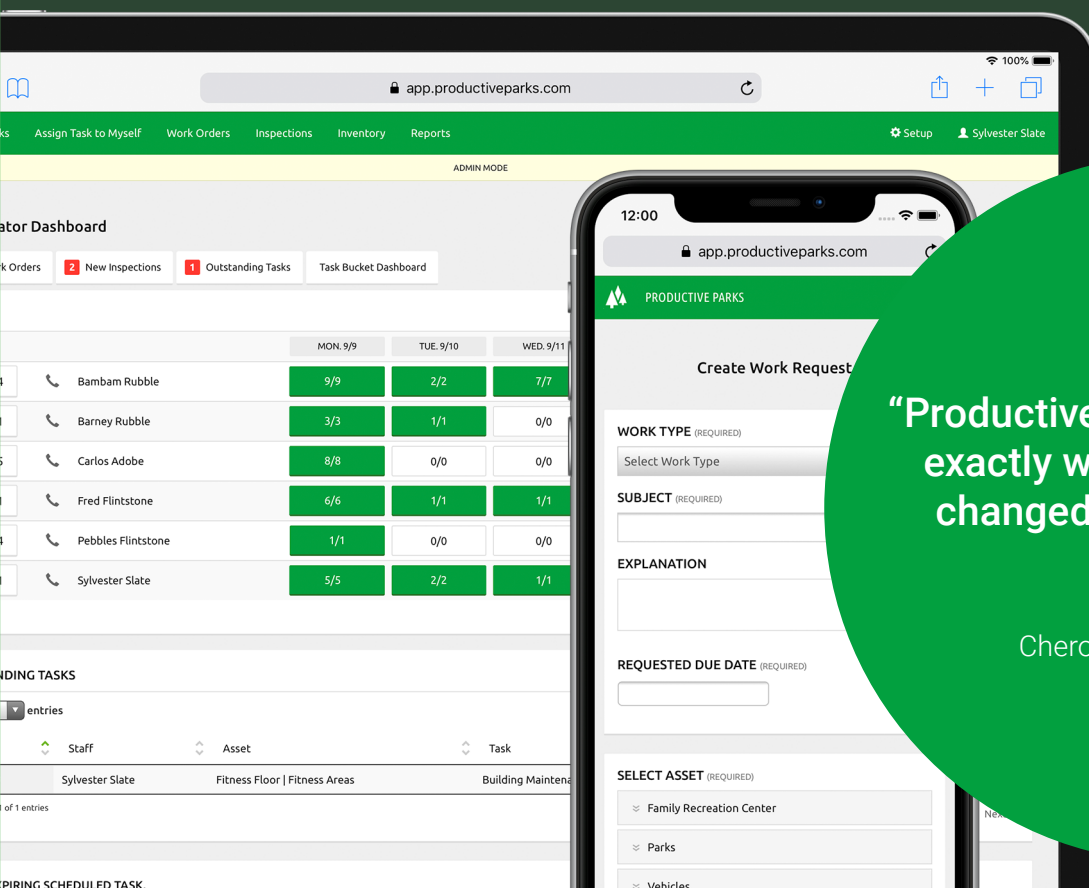 100%
app.productiveparks.com
Assign Task to Myself Work Orders Inspections Inventory Reports Setup Sylvester Slate
ADMIN MODE
Dashboard
Orders 2 New Inspections 1 Outstanding Tasks Task Bucket Dashboard
MON. 9/9 TUE. 9/10 WED. 9/11
Bambam Rubble 9/9 2/2 7/7
Barney Rubble 3/3 1/1 0/0
Carlos Adobe 8/8 0/0 0/0
Fred Flintstone 6/6 1/1 1/1
Pebbles Flintstone 1/1 0/0 0/0
Sylvester Slate 5/5 2/2 1/1
NDING TASKS
entries
Staff Asset Task
Sylvester Slate Fitness Floor | Fitness Areas Building Maintena
of 1 entries
PIRING SCHEDULED TASK.
12:00
app.productiveparks.com
PRODUCTIVE PARKS
Create Work Request
WORK TYPE (REQUIRED)
Select Work Type
SUBJECT (REQUIRED)
EXPLANATION
REQUESTED DUE DATE (REQUIRED)
SELECT ASSET (REQUIRED)
Family Recreation Center
Parks
Vehicles
“Productive
exactly w
changed
Chero
Nex